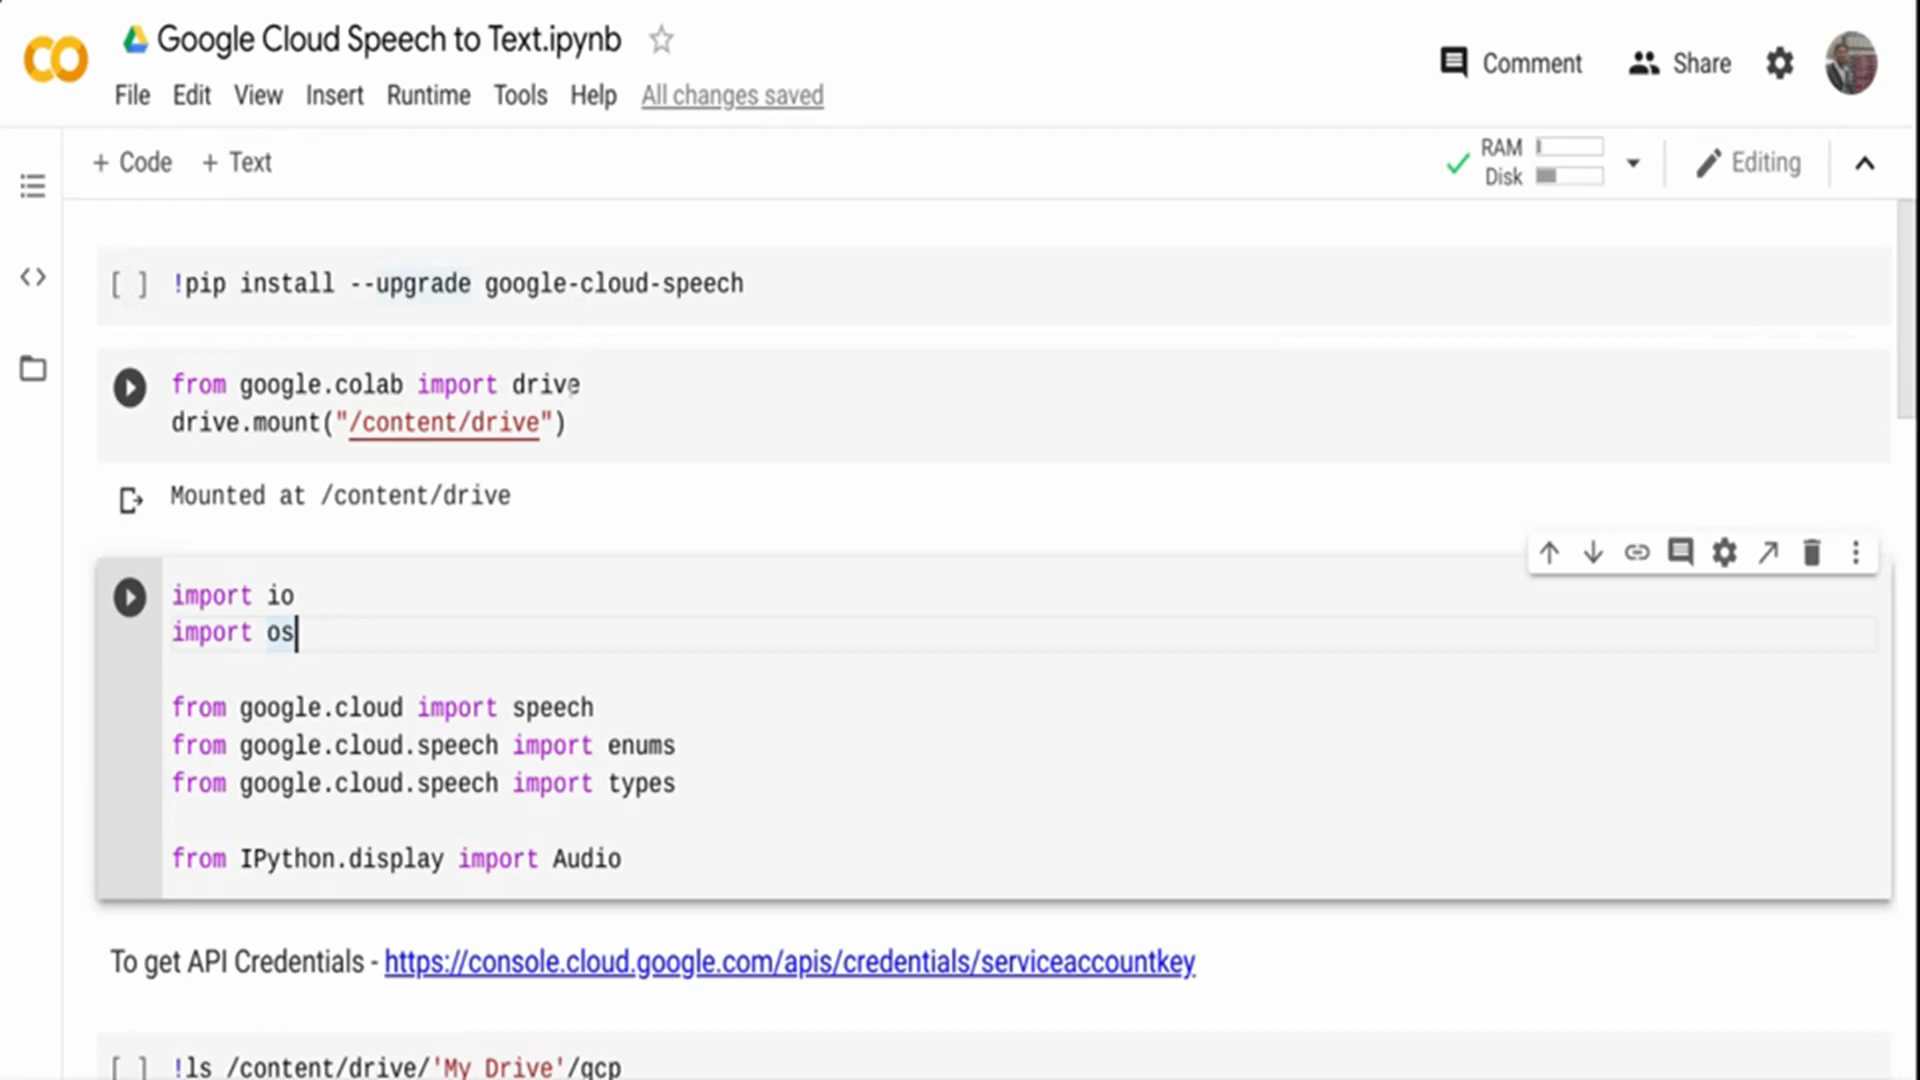 Google Cloud Speech to Text.ipynb
Comment
Share
File Edit View Insert Runtime Tools Help All changes saved
+ Code + Text
RAM
Disk
Editing
[ ] !pip install --upgrade google-cloud-speech
from google.colab import drive
drive.mount("/content/drive")
Mounted at /content/drive
import io
import os
from google.cloud import speech
from google.cloud.speech import enums
from google.cloud.speech import types
from IPython.display import Audio
To get API Credentials - https://console.cloud.google.com/apis/credentials/serviceaccountkey
[ ] !ls /content/drive/'My Drive'/gcp